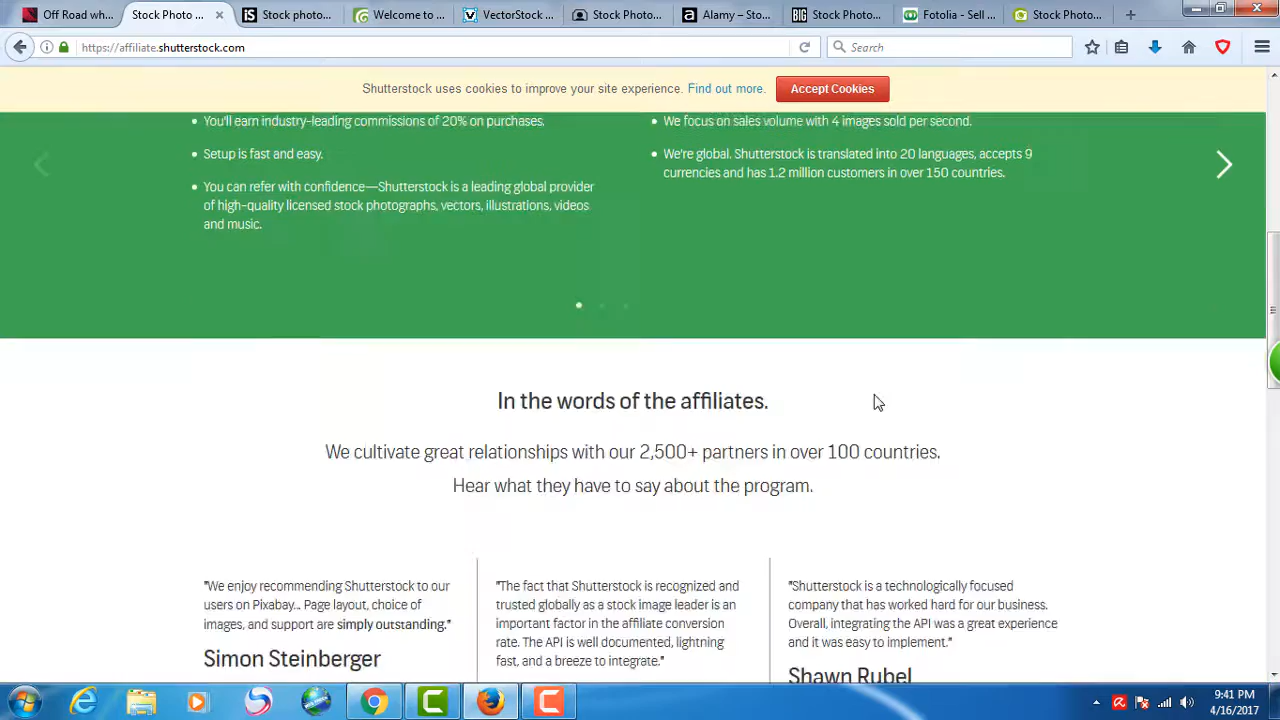 Off Road wh...
Stock Photo ...
Stock photo...
Welcome to ...
VectorStock ...
Stock Photo...
Alamy – Sto...
BIG
Stock Photo...
Fotolia - Sell ...
Stock Photo...
https://affiliate.shutterstock.com
Search
Shutterstock uses cookies to improve your site experience. Find out more.
Accept Cookies
You'll earn industry-leading commissions of 20% on purchases.
Setup is fast and easy.
You can refer with confidence—Shutterstock is a leading global provider
of high-quality licensed stock photographs, vectors, illustrations, videos
and music.
We focus on sales volume with 4 images sold per second.
We're global. Shutterstock is translated into 20 languages, accepts 9
currencies and has 1.2 million customers in over 150 countries.
In the words of the affiliates.
We cultivate great relationships with our 2,500+ partners in over 100 countries.
Hear what they have to say about the program.
"We enjoy recommending Shutterstock to our
users on Pixabay... Page layout, choice of
images, and support are simply outstanding."
Simon Steinberger
"The fact that Shutterstock is recognized and
trusted globally as a stock image leader is an
important factor in the affiliate conversion
rate. The API is well documented, lightning
fast, and a breeze to integrate."
"Shutterstock is a technologically focused
company that has worked hard for our business.
Overall, integrating the API was a great experience
and it was easy to implement."
Shawn Rubel
9:41 PM
4/16/2017